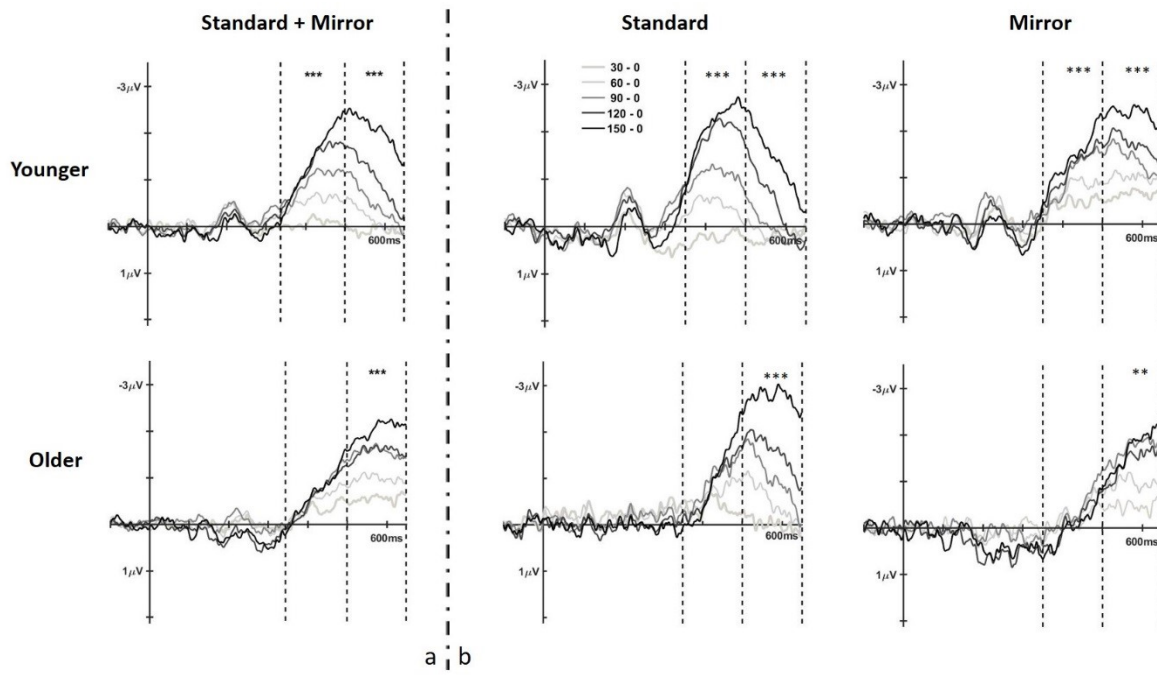 Standard + Mirror
Standard
Mirror
Younger
-3µV
1µV
600ms
***
***
-3µV
1µV
600ms
30 - 0
60 - 0
90 - 0
120 - 0
150 - 0
***
***
-3µV
1µV
600ms
***
***
Older
-3µV
1µV
600ms
***
-3µV
1µV
600ms
***
-3µV
1µV
600ms
**
a
b